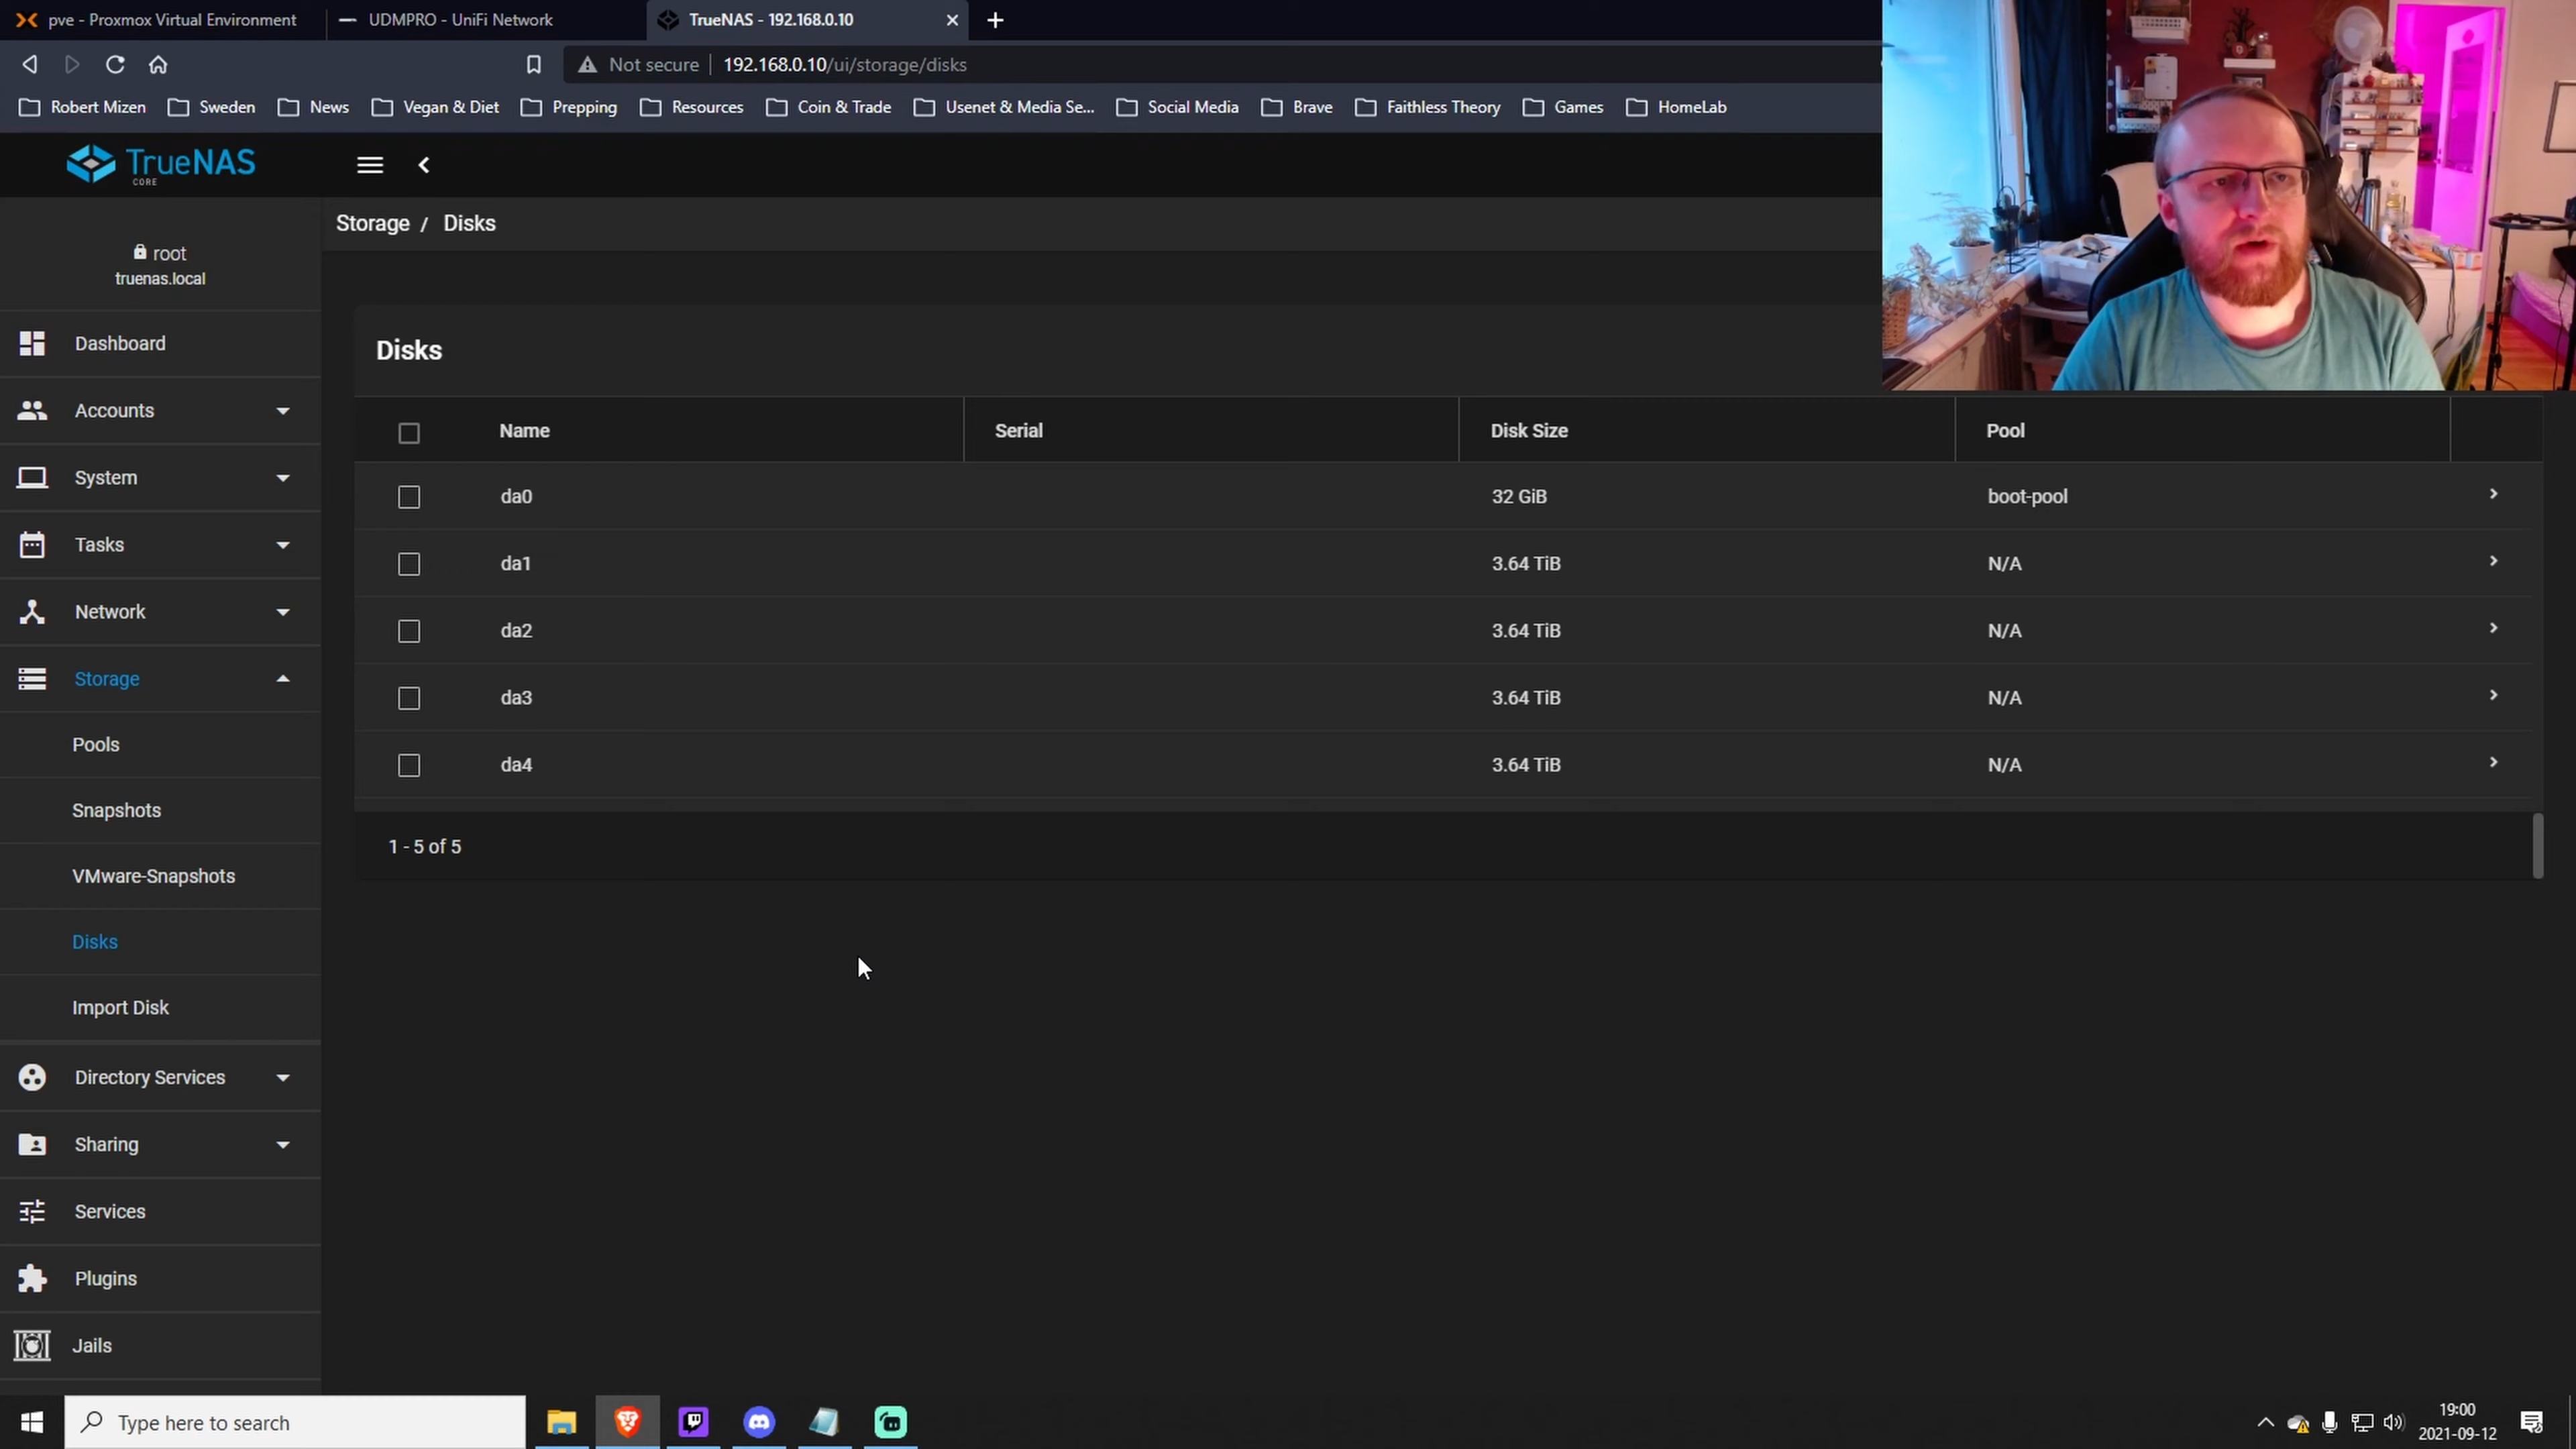 pve - Proxmox Virtual Environment
UDMPRO - UniFi Network
TrueNAS - 192.168.0.10
Not secure
192.168.0.10/ui/storage/disks
Robert Mizen
Sweden
News
Vegan & Diet
Prepping
Resources
Coin & Trade
Usenet & Media Se...
Social Media
Brave
Faithless Theory
Games
HomeLab
TrueNAS
CORE
Storage / Disks
root
truenas.local
Dashboard
Accounts
System
Tasks
Network
Storage
Pools
Snapshots
VMware-Snapshots
Disks
Import Disk
Directory Services
Sharing
Services
Plugins
Jails
Disks
Name Serial Disk Size Pool
da0 32 GiB boot-pool
da1 3.64 TiB N/A
da2 3.64 TiB N/A
da3 3.64 TiB N/A
da4 3.64 TiB N/A
1 - 5 of 5
Type here to search
19:00
2021-09-12